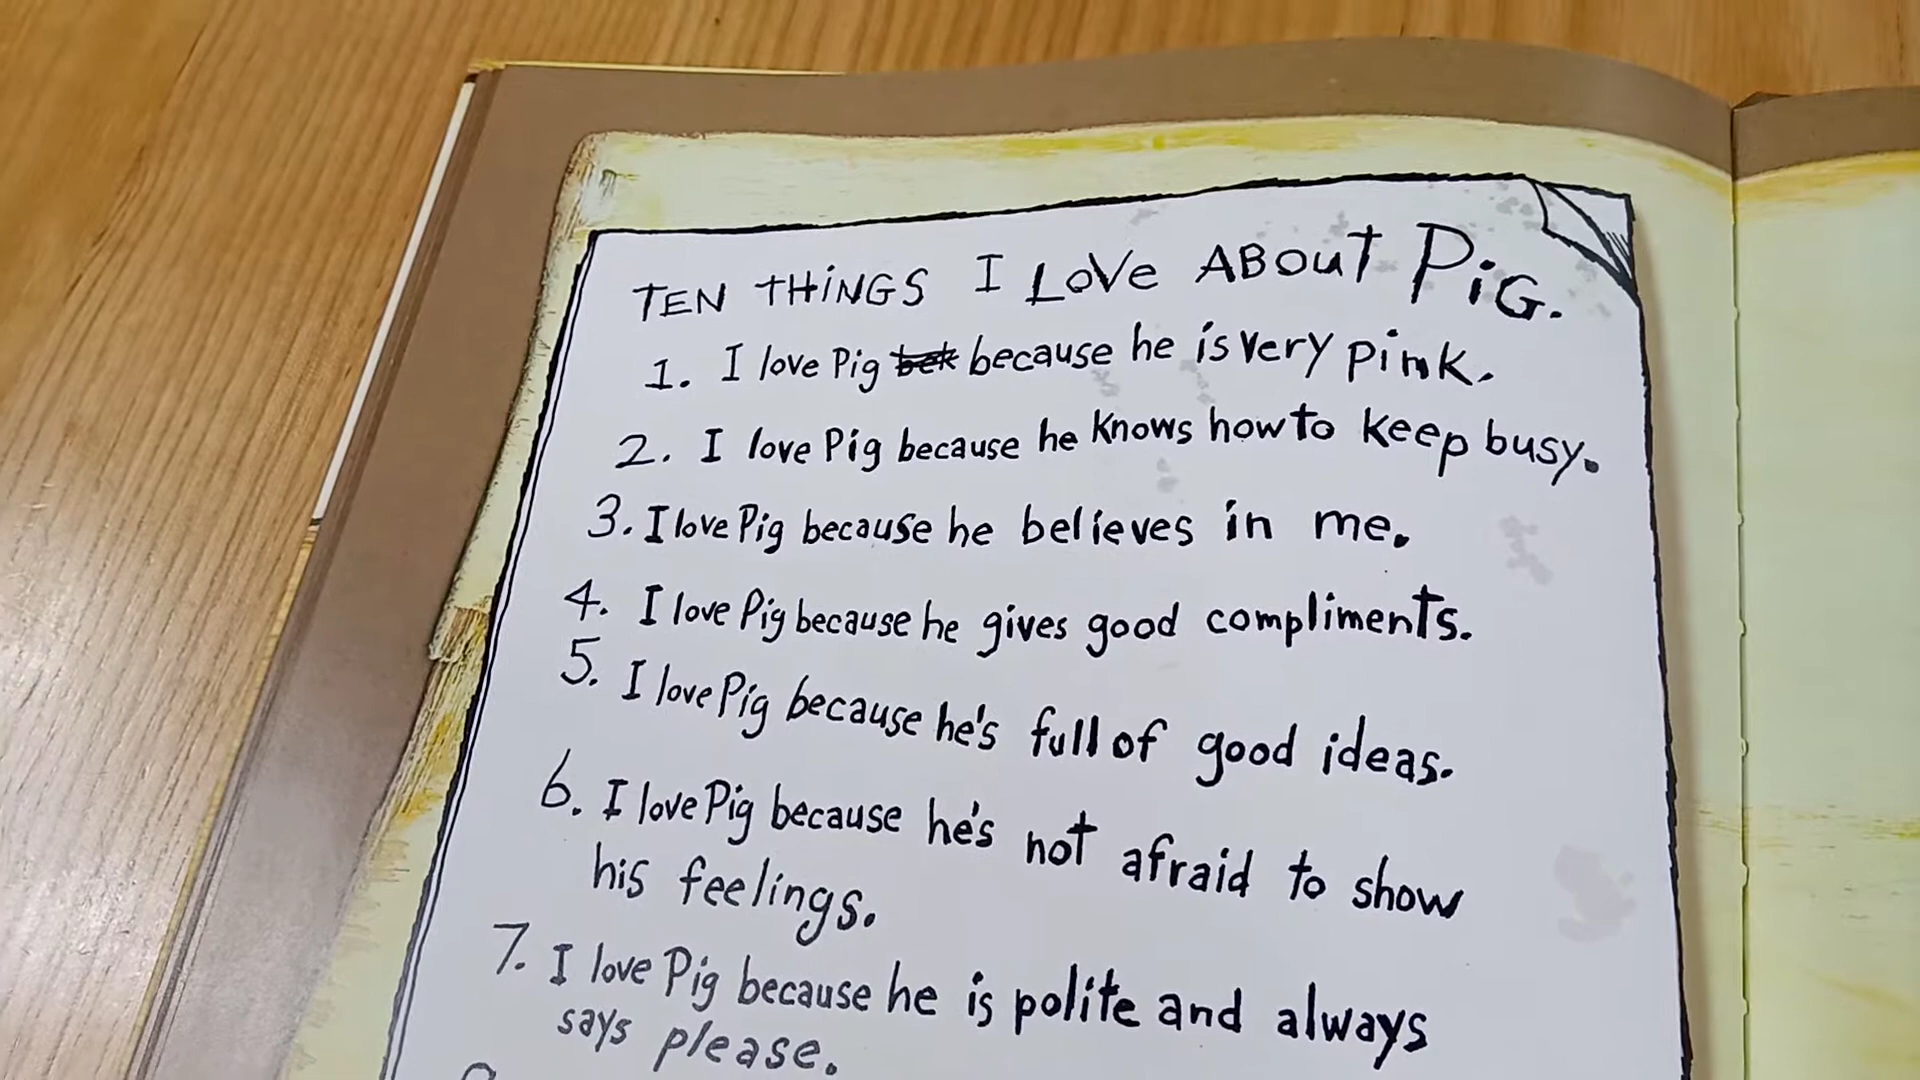 TEN THiNGS I LOVe ABOuT PiG.
1. I love Pig bek because he is very pink.
2. I love Pig because he knows how to keep busy.
3. I love Pig because he believes in me.
4. I love Pig because he gives good compliments.
5. I love Pig because he's full of good ideas.
6. I love Pig because he's not afraid to show
his feelings.
7. I love Pig because he is polite and always
says please.